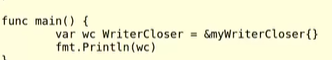 func main() {
        var wc WriterCloser = &myWriterCloser{}
        fmt.Println(wc)
}